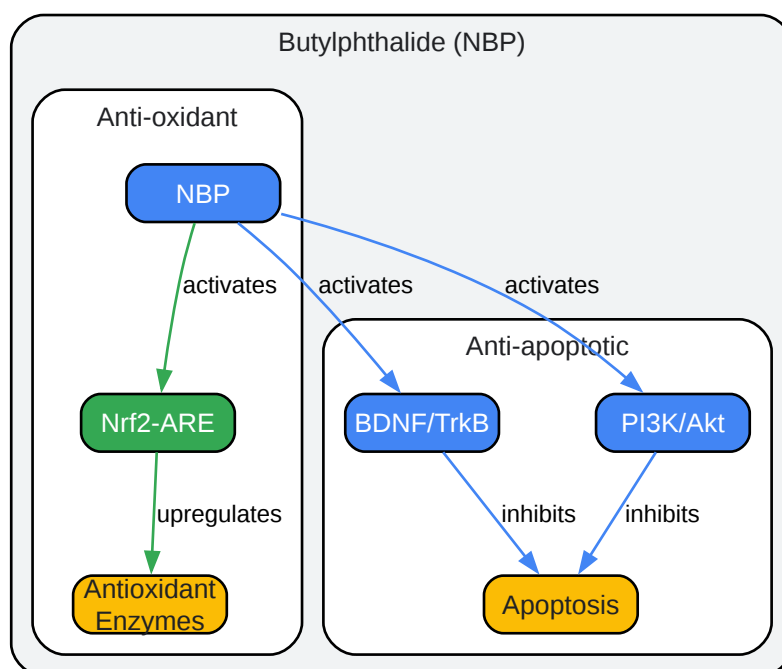 Butylphthalide (NBP)
Anti-oxidant
NBP
activates
activates
activates
Anti-apoptotic
Nrf2-ARE
BDNF/TrkB
PI3K/Akt
upregulates
inhibits
inhibits
Antioxidant
Enzymes
Apoptosis